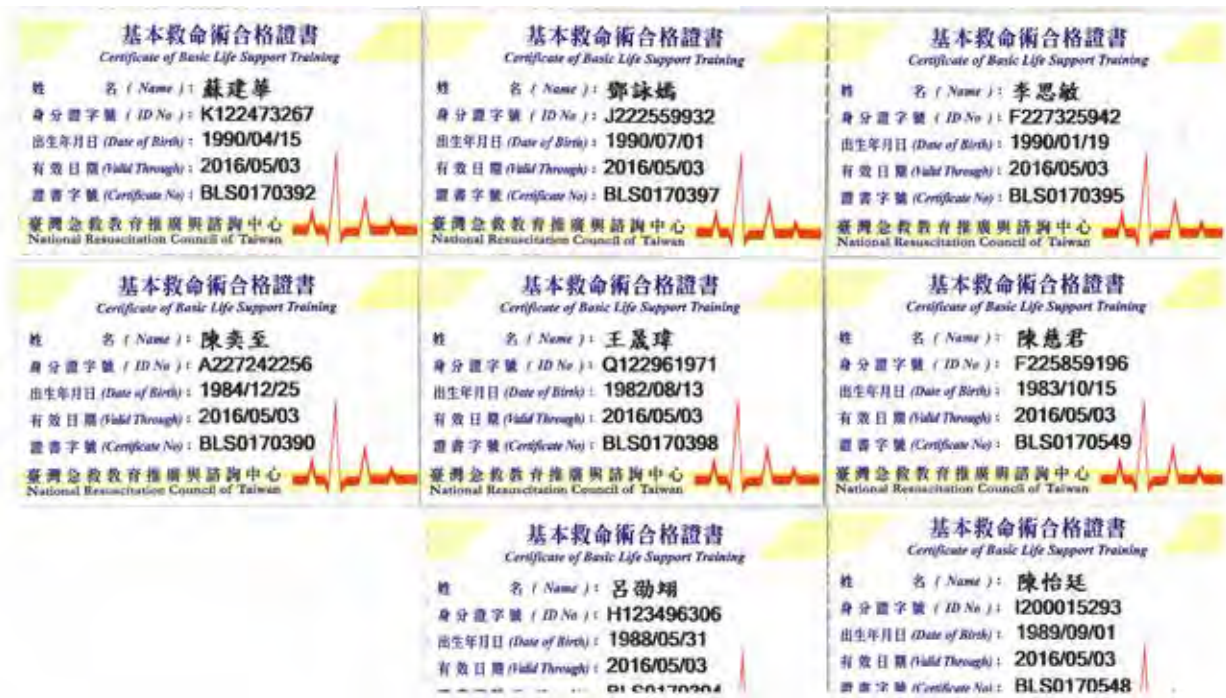 基本救命術合格證書
Certificate of Basic Life Support Training
姓 名 ( Name ): 蘇建華
身分證字號 ( ID No ): K122473267
出生年月日 (Date of Birth): 1990/04/15
有效日期 (Valid Through): 2016/05/03
證書字號 (Certificate No): BLS0170392
臺灣急救教育推廣與諮詢中心
National Resuscitation Council of Taiwan
基本救命術合格證書
Certificate of Basic Life Support Training
姓 名 ( Name ): 鄧詠嫣
身分證字號 ( ID No ): J222559932
出生年月日 (Date of Birth): 1990/07/01
有效日期 (Valid Through): 2016/05/03
證書字號 (Certificate No): BLS0170397
臺灣急救教育推廣與諮詢中心
National Resuscitation Council of Taiwan
基本救命術合格證書
Certificate of Basic Life Support Training
姓 名 ( Name ): 李思敏
身分證字號 ( ID No ): F227325942
出生年月日 (Date of Birth): 1990/01/19
有效日期 (Valid Through): 2016/05/03
證書字號 (Certificate No): BLS0170395
臺灣急救教育推廣與諮詢中心
National Resuscitation Council of Taiwan
基本救命術合格證書
Certificate of Basic Life Support Training
姓 名 ( Name ): 陳奕至
身分證字號 ( ID No ): A227242256
出生年月日 (Date of Birth): 1984/12/25
有效日期 (Valid Through): 2016/05/03
證書字號 (Certificate No): BLS0170390
臺灣急救教育推廣與諮詢中心
National Resuscitation Council of Taiwan
基本救命術合格證書
Certificate of Basic Life Support Training
姓 名 ( Name ): 王晟瑋
身分證字號 ( ID No ): Q122961971
出生年月日 (Date of Birth): 1982/08/13
有效日期 (Valid Through): 2016/05/03
證書字號 (Certificate No): BLS0170398
臺灣急救教育推廣與諮詢中心
National Resuscitation Council of Taiwan
基本救命術合格證書
Certificate of Basic Life Support Training
姓 名 ( Name ): 陳慈君
身分證字號 ( ID No ): F225859196
出生年月日 (Date of Birth): 1983/10/15
有效日期 (Valid Through): 2016/05/03
證書字號 (Certificate No): BLS0170549
臺灣急救教育推廣與諮詢中心
National Resuscitation Council of Taiwan
基本救命術合格證書
Certificate of Basic Life Support Training
姓 名 ( Name ): 呂劭翊
身分證字號 ( ID No ): H123496306
出生年月日 (Date of Birth): 1988/05/31
有效日期 (Valid Through): 2016/05/03
基本救命術合格證書
Certificate of Basic Life Support Training
姓 名 ( Name ): 陳怡廷
身分證字號 ( ID No ): I200015293
出生年月日 (Date of Birth): 1989/09/01
有效日期 (Valid Through): 2016/05/03
證書字號 (Certificate No): BLS0170548